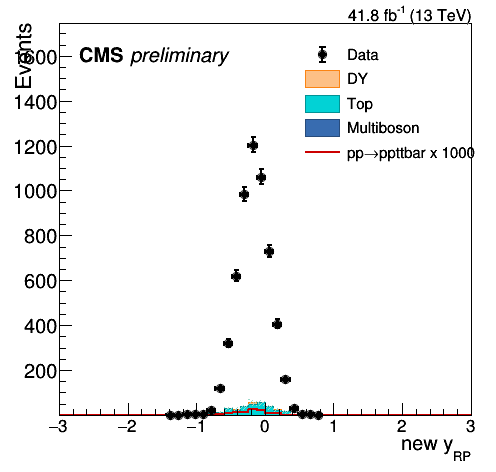 41.8 fb⁻¹ (13 TeV)
Events
CMS preliminary
Data
DY
Top
Multiboson
pp→ppttbar x 1000
1600
1400
1200
1000
800
600
400
200
−3 −2 −1 0 1 2 3
new y_RP